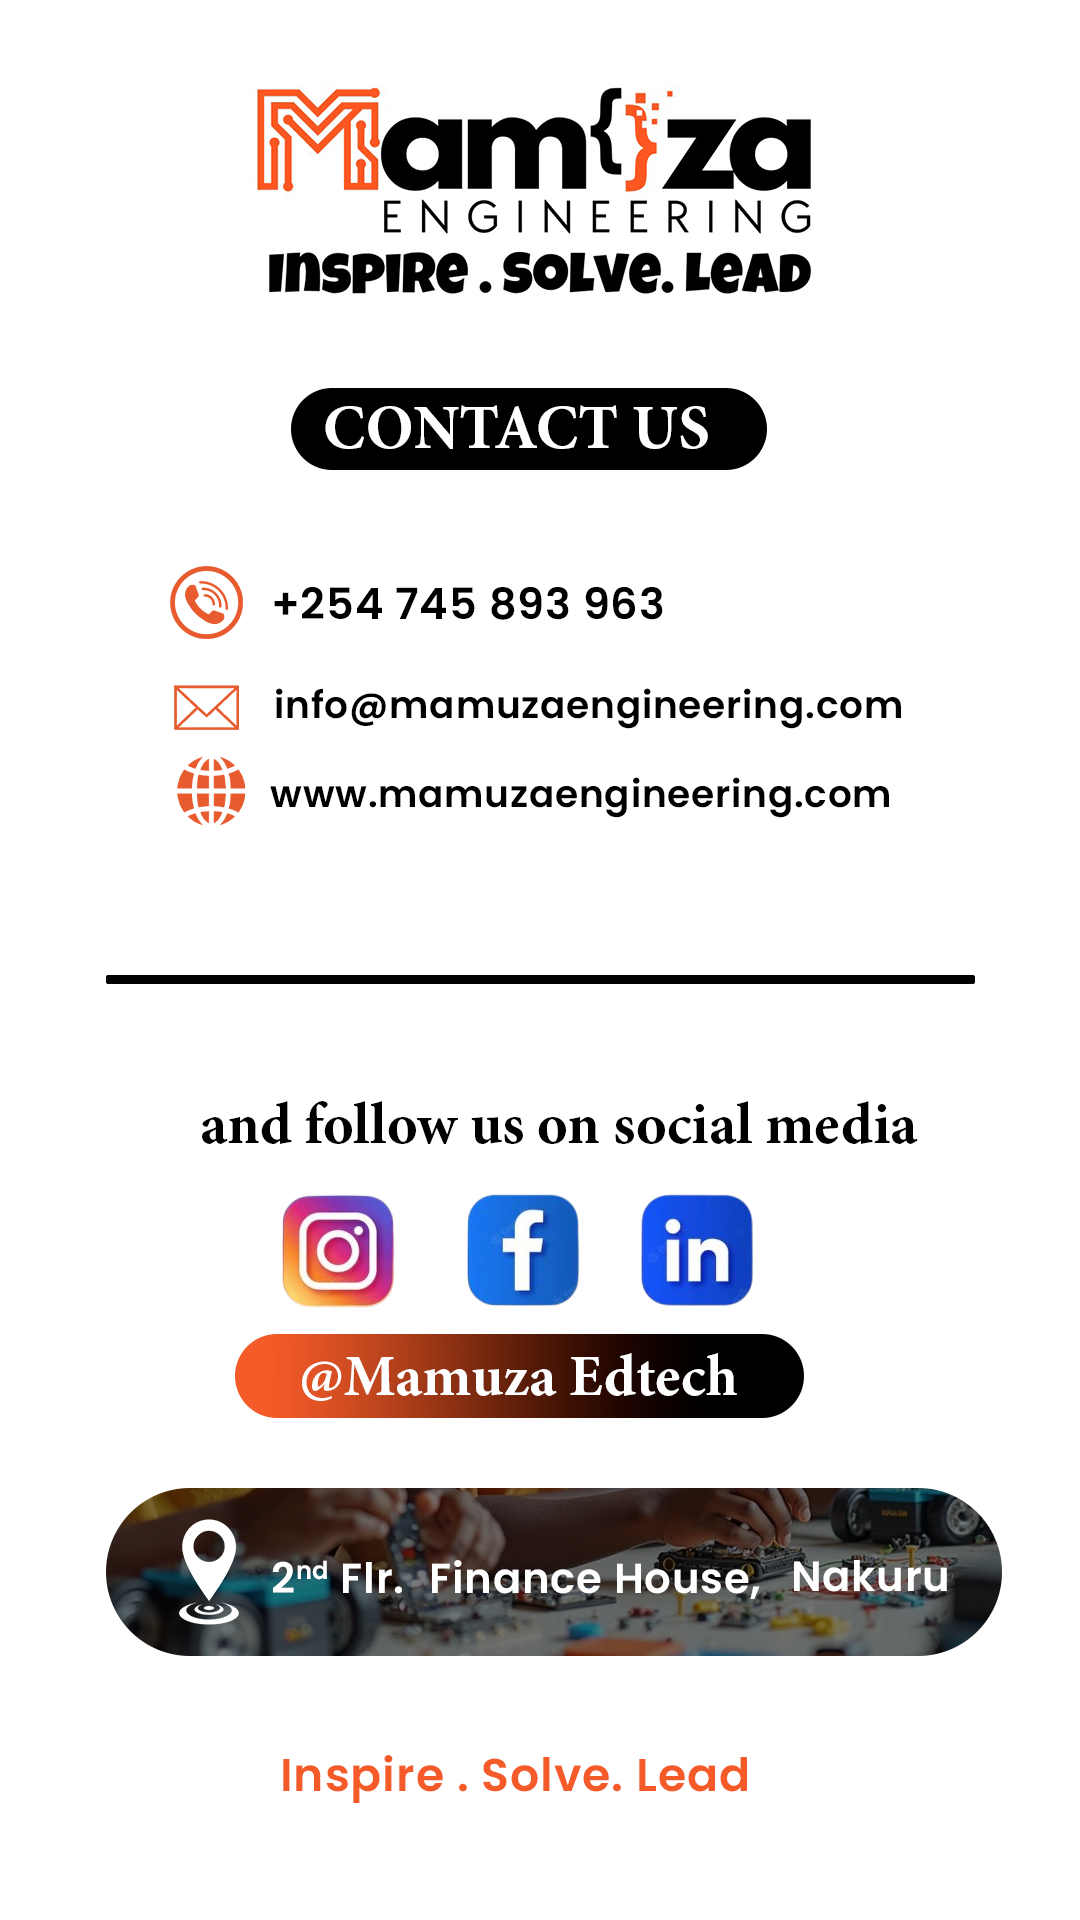 Mam{}za
ENGINEERING
Inspire . Solve. Lead
CONTACT US
+254 745 893 963
info@mamuzaengineering.com
www.mamuzaengineering.com
and follow us on social media
f
in
@Mamuza Edtech
2nd Flr. Finance House, Nakuru
Inspire . Solve. Lead